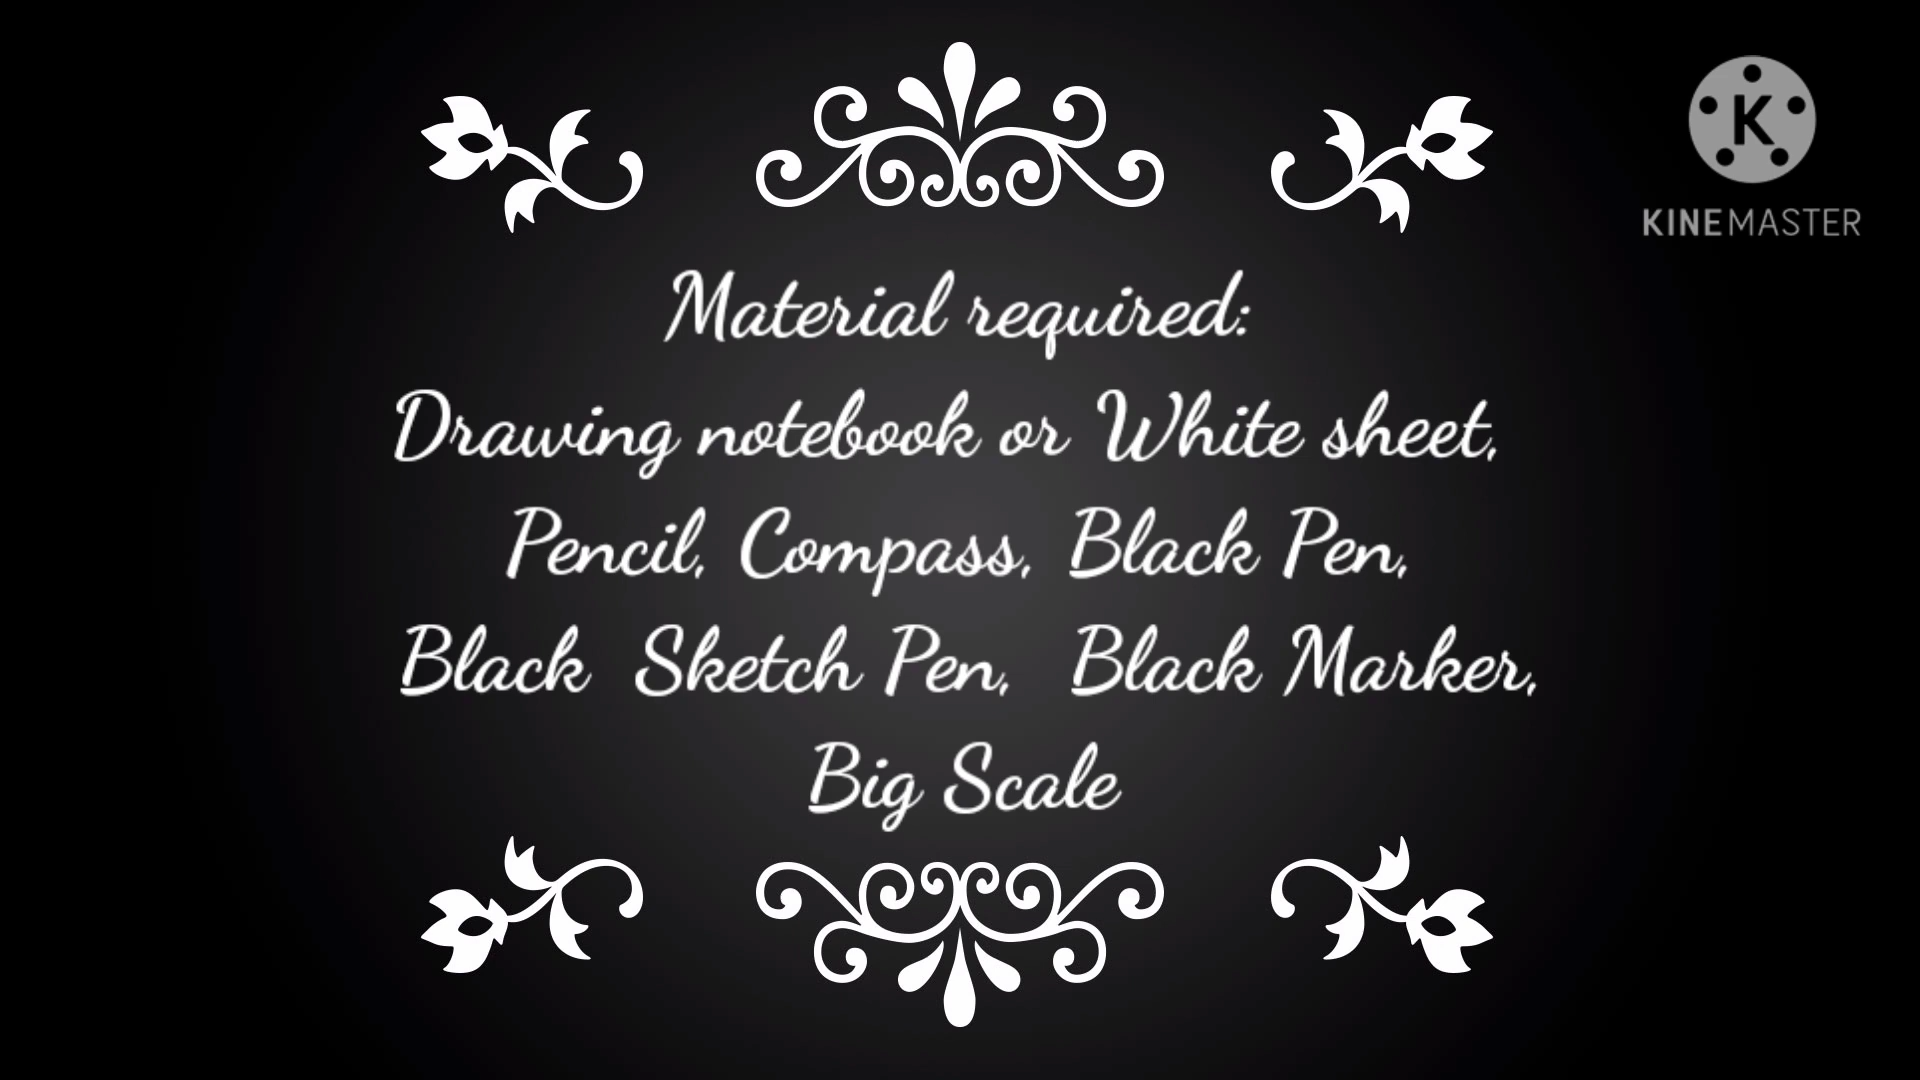 K
KINEMASTER
Material required:
Drawing notebook or White sheet,
Pencil, Compass, Black Pen,
Black Sketch Pen, Black Marker,
Big Scale